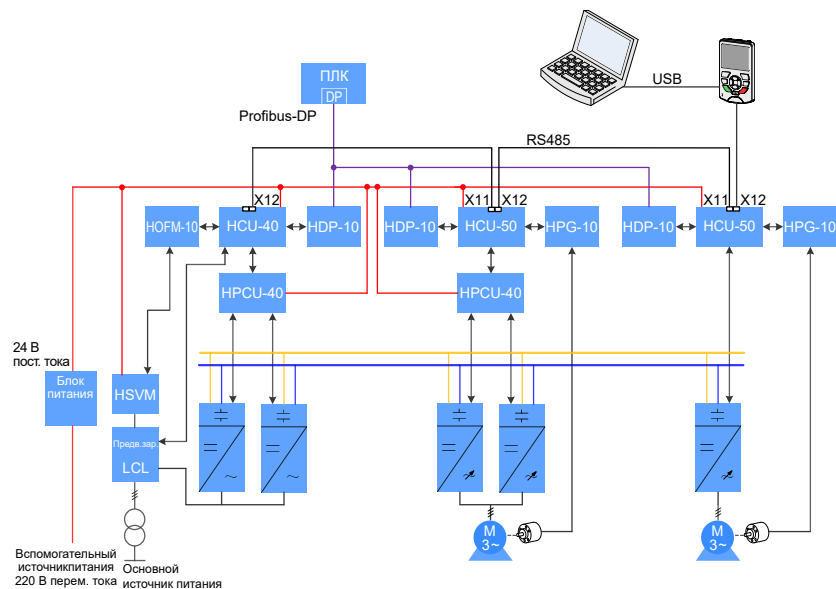 ПЛК
DP
Profibus-DP
USB
RS485
X12
X11
X12
X11
X12
HOFM-10
HCU-40
HDP-10
HDP-10
HCU-50
HPG-10
HDP-10
HCU-50
HPG-10
HPCU-40
HPCU-40
24 В
пост. тока
Блок
питания
HSVM
Предв.зар.
LCL
M
3~
M
3~
Вспомогательный
источникпитания
220 В перем. тока
Основной
источник питания